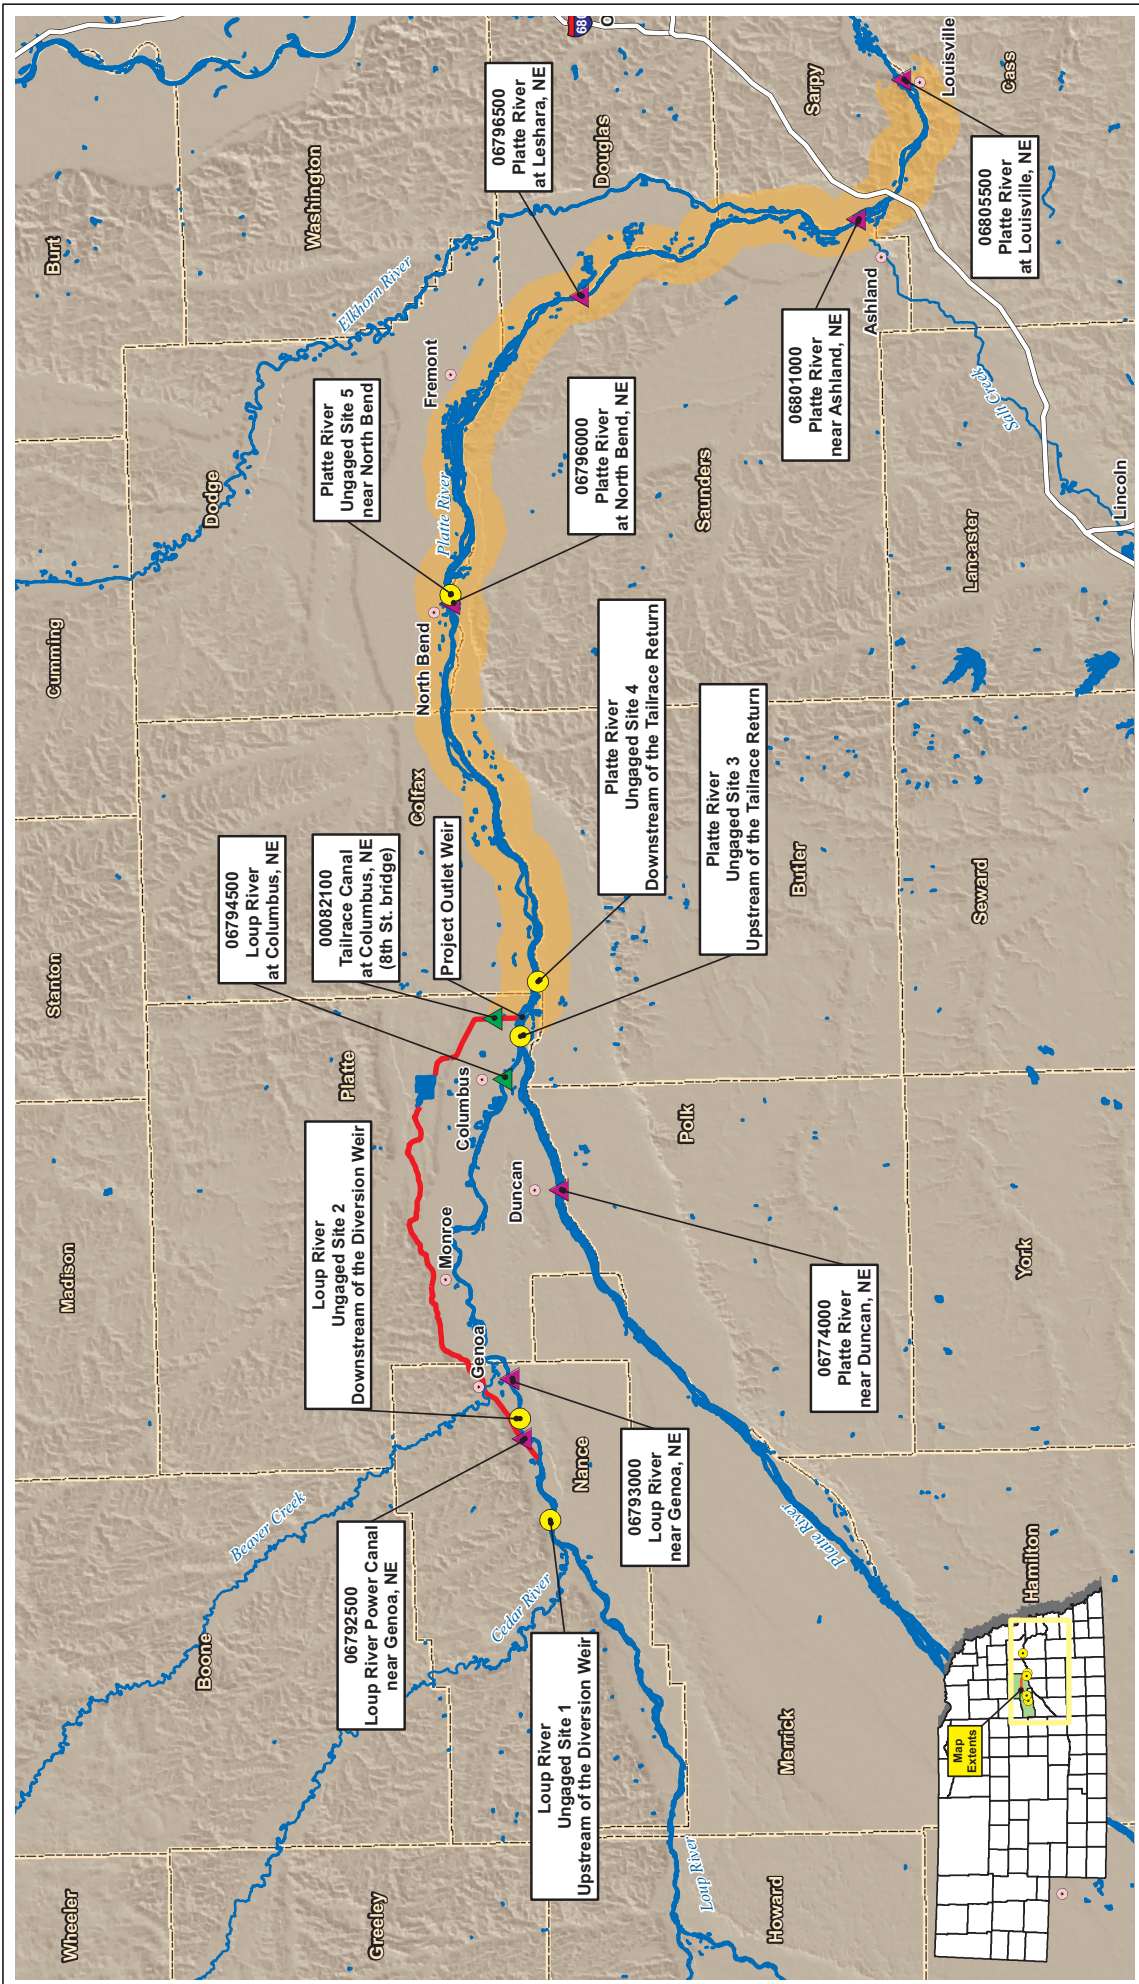 Wheeler
Boone
Madison
Stanton
Cumming
Burt
Washington
Dodge
Platte
Colfax
Greeley
Nance
Howard
Merrick
Hamilton
Polk
York
Butler
Seward
Saunders
Lancaster
Douglas
Sarpy
Cass
Beaver Creek
Cedar River
Loup River
Platte River
Platte River
Elkhorn River
Salt Creek
Genoa
Monroe
Columbus
Duncan
North Bend
Fremont
Ashland
Louisville
Lincoln
680
O
06792500
Loup River Power Canal
near Genoa, NE
Loup River
Ungaged Site 1
Upstream of the Diversion Weir
Loup River
Ungaged Site 2
Downstream of the Diversion Weir
06793000
Loup River
near Genoa, NE
06774000
Platte River
near Duncan, NE
06794500
Loup River
at Columbus, NE
00082100
Tailrace Canal
at Columbus, NE
(8th St. bridge)
Project Outlet Weir
Platte River
Ungaged Site 3
Upstream of the Tailrace Return
Platte River
Ungaged Site 4
Downstream of the Tailrace Return
Platte River
Ungaged Site 5
near North Bend
06796000
Platte River
at North Bend, NE
06796500
Platte River
at Leshara, NE
06801000
Platte River
near Ashland, NE
06805500
Platte River
at Louisville, NE
Map
Extents